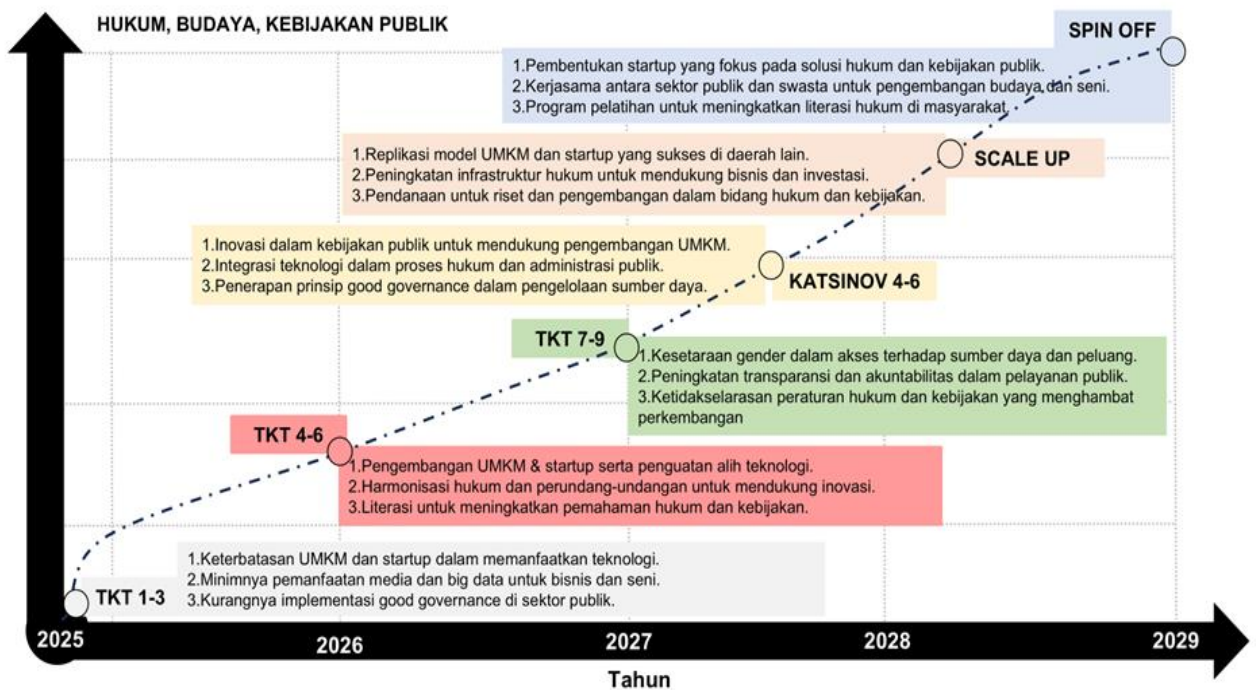 HUKUM, BUDAYA, KEBIJAKAN PUBLIK
SPIN OFF
1.Pembentukan startup yang fokus pada solusi hukum dan kebijakan publik.
2.Kerjasama antara sektor publik dan swasta untuk pengembangan budaya dan seni.
3.Program pelatihan untuk meningkatkan literasi hukum di masyarakat
SCALE UP
1.Replikasi model UMKM dan startup yang sukses di daerah lain.
2.Peningkatan infrastruktur hukum untuk mendukung bisnis dan investasi.
3.Pendanaan untuk riset dan pengembangan dalam bidang hukum dan kebijakan.
KATSINOV 4-6
1.Inovasi dalam kebijakan publik untuk mendukung pengembangan UMKM.
2.Integrasi teknologi dalam proses hukum dan administrasi publik.
3.Penerapan prinsip good governance dalam pengelolaan sumber daya.
TKT 7-9
1.Kesetaraan gender dalam akses terhadap sumber daya dan peluang.
2.Peningkatan transparansi dan akuntabilitas dalam pelayanan publik.
3.Ketidakselarasan peraturan hukum dan kebijakan yang menghambat
perkembangan
TKT 4-6
1.Pengembangan UMKM & startup serta penguatan alih teknologi.
2.Harmonisasi hukum dan perundang-undangan untuk mendukung inovasi.
3.Literasi untuk meningkatkan pemahaman hukum dan kebijakan.
TKT 1-3
1.Keterbatasan UMKM dan startup dalam memanfaatkan teknologi.
2.Minimnya pemanfaatan media dan big data untuk bisnis dan seni.
3.Kurangnya implementasi good governance di sektor publik.
2025 2026 2027 2028 2029
Tahun